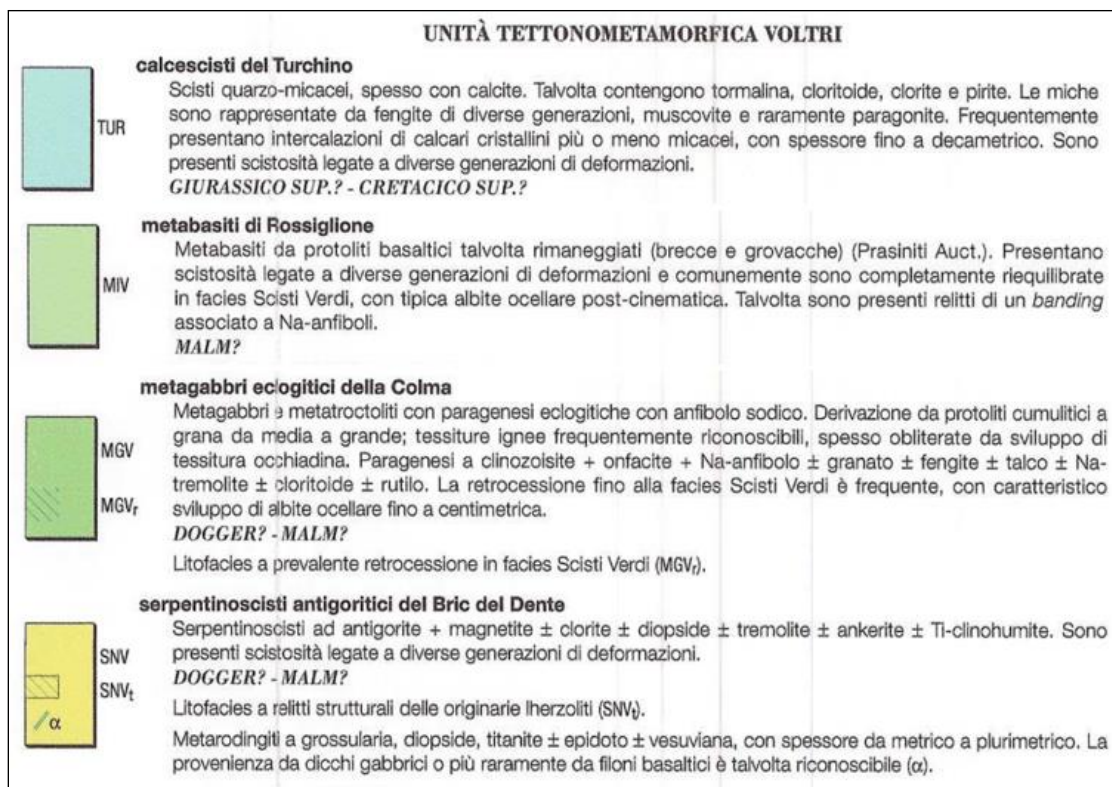 UNITÀ TETTONOMETAMORFICA VOLTRI
calcescisti del Turchino
Scisti quarzo-micacei, spesso con calcite. Talvolta contengono tormalina, cloritoide, clorite e pirite. Le miche
sono rappresentate da fengite di diverse generazioni, muscovite e raramente paragonite. Frequentemente
TUR
presentano intercalazioni di calcari cristallini più o meno micacei, con spessore fino a decametrico. Sono
presenti scistosità legate a diverse generazioni di deformazioni.
GIURASSICO SUP.? - CRETACICO SUP.?
metabasiti di Rossiglione
Metabasiti da protoliti basaltici talvolta rimaneggiati (brecce e grovacche) (Prasiniti Auct.). Presentano
scistosità legate a diverse generazioni di deformazioni e comunemente sono completamente riequilibrate
MIV
in facies Scisti Verdi, con tipica albite ocellare post-cinematica. Talvolta sono presenti relitti di un banding
associato a Na-anfiboli.
MALM?
metagabbri eclogitici della Colma
Metagabbri e metatroctoliti con paragenesi eclogitiche con anfibolo sodico. Derivazione da protoliti cumulitici a
grana da media a grande; tessiture ignee frequentemente riconoscibili, spesso obliterate da sviluppo di
MGV
tessitura occhiadina. Paragenesi a clinozoisite + onfacite + Na-anfibolo ± granato ± fengite ± talco ± Na-
tremolite ± cloritoide ± rutilo. La retrocessione fino alla facies Scisti Verdi è frequente, con caratteristico
MGVr
sviluppo di albite ocellare fino a centimetrica.
DOGGER? - MALM?
Litofacies a prevalente retrocessione in facies Scisti Verdi (MGVr).
serpentinoscisti antigoritici del Bric del Dente
Serpentinoscisti ad antigorite + magnetite ± clorite ± diopside ± tremolite ± ankerite ± Ti-clinohumite. Sono
SNV
presenti scistosità legate a diverse generazioni di deformazioni.
DOGGER? - MALM?
SNVt
Litofacies a relitti strutturali delle originarie lherzoliti (SNVt).
α
Metarodingiti a grossularia, diopside, titanite ± epidoto ± vesuviana, con spessore da metrico a plurimetrico. La
provenienza da dicchi gabbrici o più raramente da filoni basaltici è talvolta riconoscibile (α).